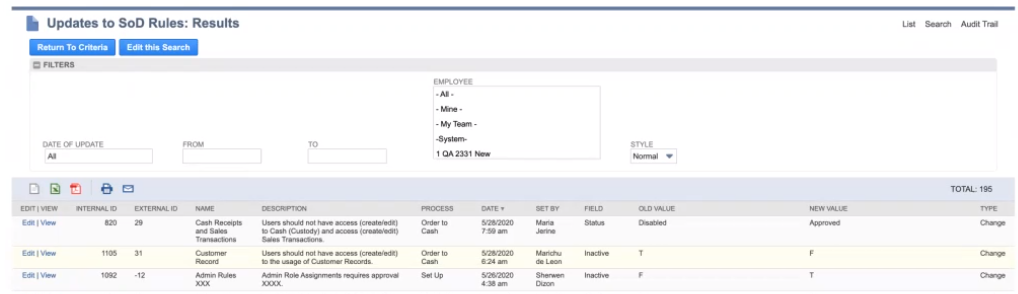 Updates to SoD Rules: Results
List Search Audit Trail
Return To Criteria Edit this Search
FILTERS
EMPLOYEE
- All -
- Mine -
- My Team -
-System-
1 QA 2331 New
DATE OF UPDATE FROM TO STYLE
All Normal
TOTAL: 195
EDIT | VIEW INTERNAL ID EXTERNAL ID NAME DESCRIPTION PROCESS DATE SET BY FIELD OLD VALUE NEW VALUE TYPE
Edit | View 820 29 Cash Receipts Users should not have access (create/edit) Order to 5/28/2020 Maria Status Disabled Approved Change
and Sales to Cash (Custody) and access (create/edit) Cash 7:59 am Jerine
Transactions Sales Transactions.
Edit | View 1105 31 Customer Users should not have access (create/edit) Order to 5/28/2020 Marichu Inactive T F Change
Record to the usage of Customer Records. Cash 6:24 am de Leon
Edit | View 1092 -12 Admin Rules Admin Role Assignments requires approval Set Up 5/26/2020 Sherwen Inactive F T Change
XXX XXXX. 4:38 am Dizon